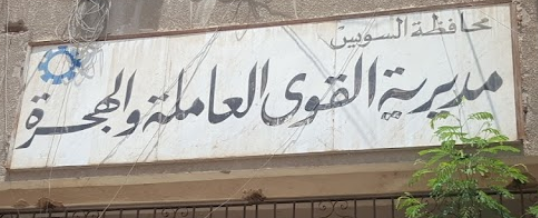 محافظة السويس
مديرية القوى العاملة والهجرة